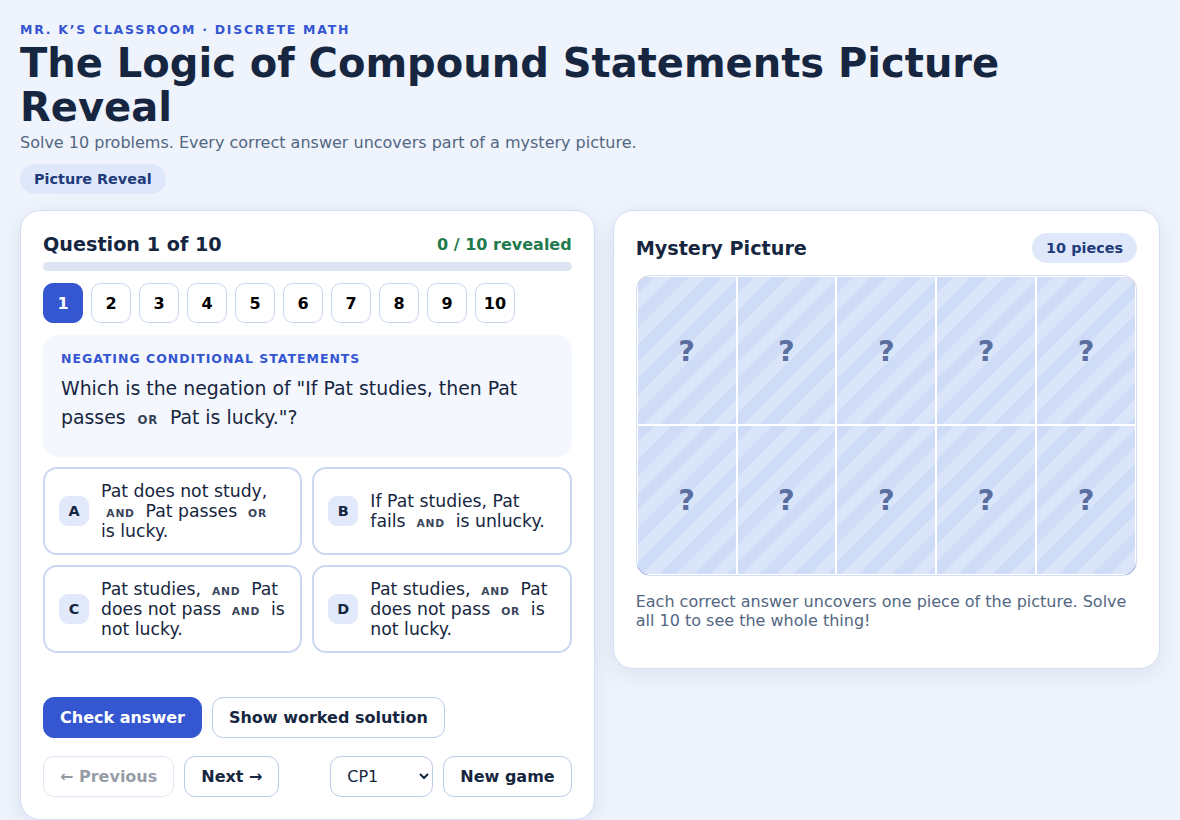 MR. K’S CLASSROOM · DISCRETE MATH
The Logic of Compound Statements Picture
Reveal
Solve 10 problems. Every correct answer uncovers part of a mystery picture.
Picture Reveal
Question 1 of 10
0 / 10 revealed
1 2 3 4 5 6 7 8 9 10
NEGATING CONDITIONAL STATEMENTS
Which is the negation of "If Pat studies, then Pat
passes OR Pat is lucky."?
A
Pat does not study,
AND Pat passes OR
is lucky.
B
If Pat studies, Pat
fails AND is unlucky.
C
Pat studies, AND Pat
does not pass AND is
not lucky.
D
Pat studies, AND Pat
does not pass OR is
not lucky.
Check answer
Show worked solution
← Previous
Next →
CP1
New game
Mystery Picture
10 pieces
? ? ? ? ?
? ? ? ? ?
Each correct answer uncovers one piece of the picture. Solve
all 10 to see the whole thing!